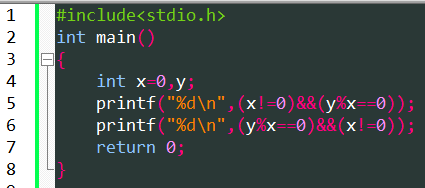 1 #include<stdio.h>
2 int main()
3 {
4 int x=0,y;
5 printf("%d\n",(x!=0)&&(y%x==0));
6 printf("%d\n",(y%x==0)&&(x!=0));
7 return 0;
8 }